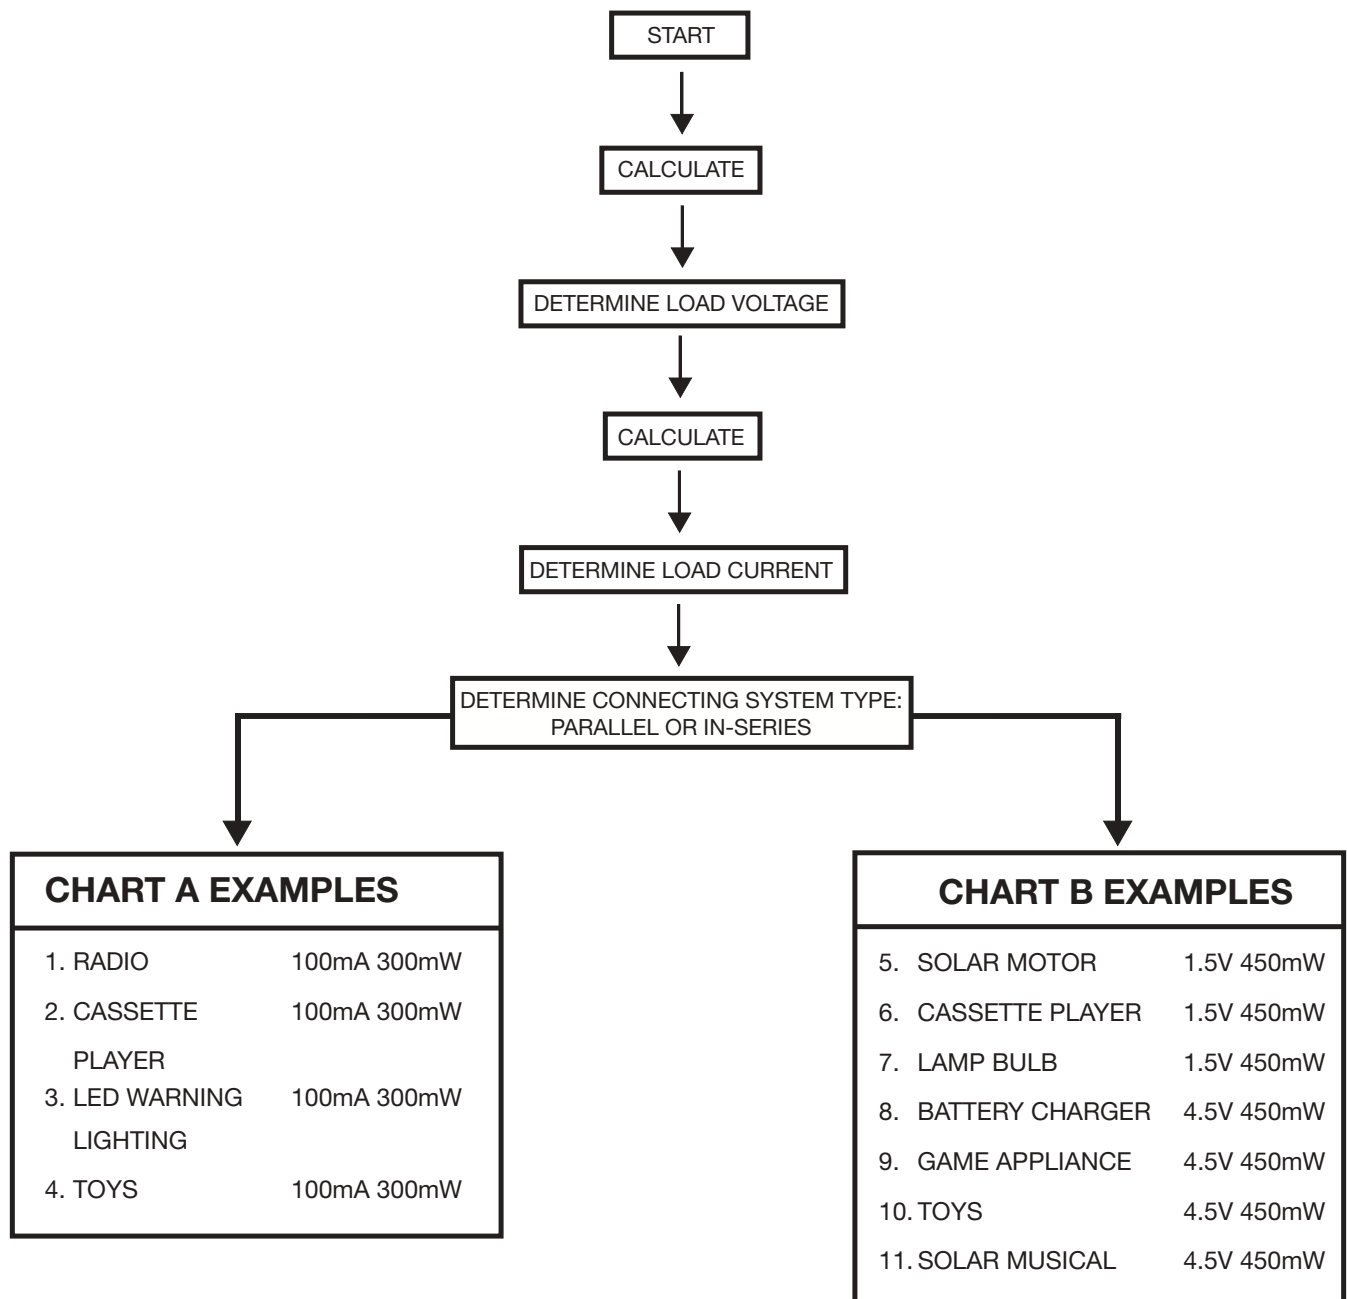 START
CALCULATE
DETERMINE LOAD VOLTAGE
CALCULATE
DETERMINE LOAD CURRENT
DETERMINE CONNECTING SYSTEM TYPE:
PARALLEL OR IN-SERIES
CHART A EXAMPLES
1. RADIO 100mA 300mW
2. CASSETTE 100mA 300mW
PLAYER
3. LED WARNING 100mA 300mW
LIGHTING
4. TOYS 100mA 300mW
CHART B EXAMPLES
5. SOLAR MOTOR 1.5V 450mW
6. CASSETTE PLAYER 1.5V 450mW
7. LAMP BULB 1.5V 450mW
8. BATTERY CHARGER 4.5V 450mW
9. GAME APPLIANCE 4.5V 450mW
10. TOYS 4.5V 450mW
11. SOLAR MUSICAL 4.5V 450mW